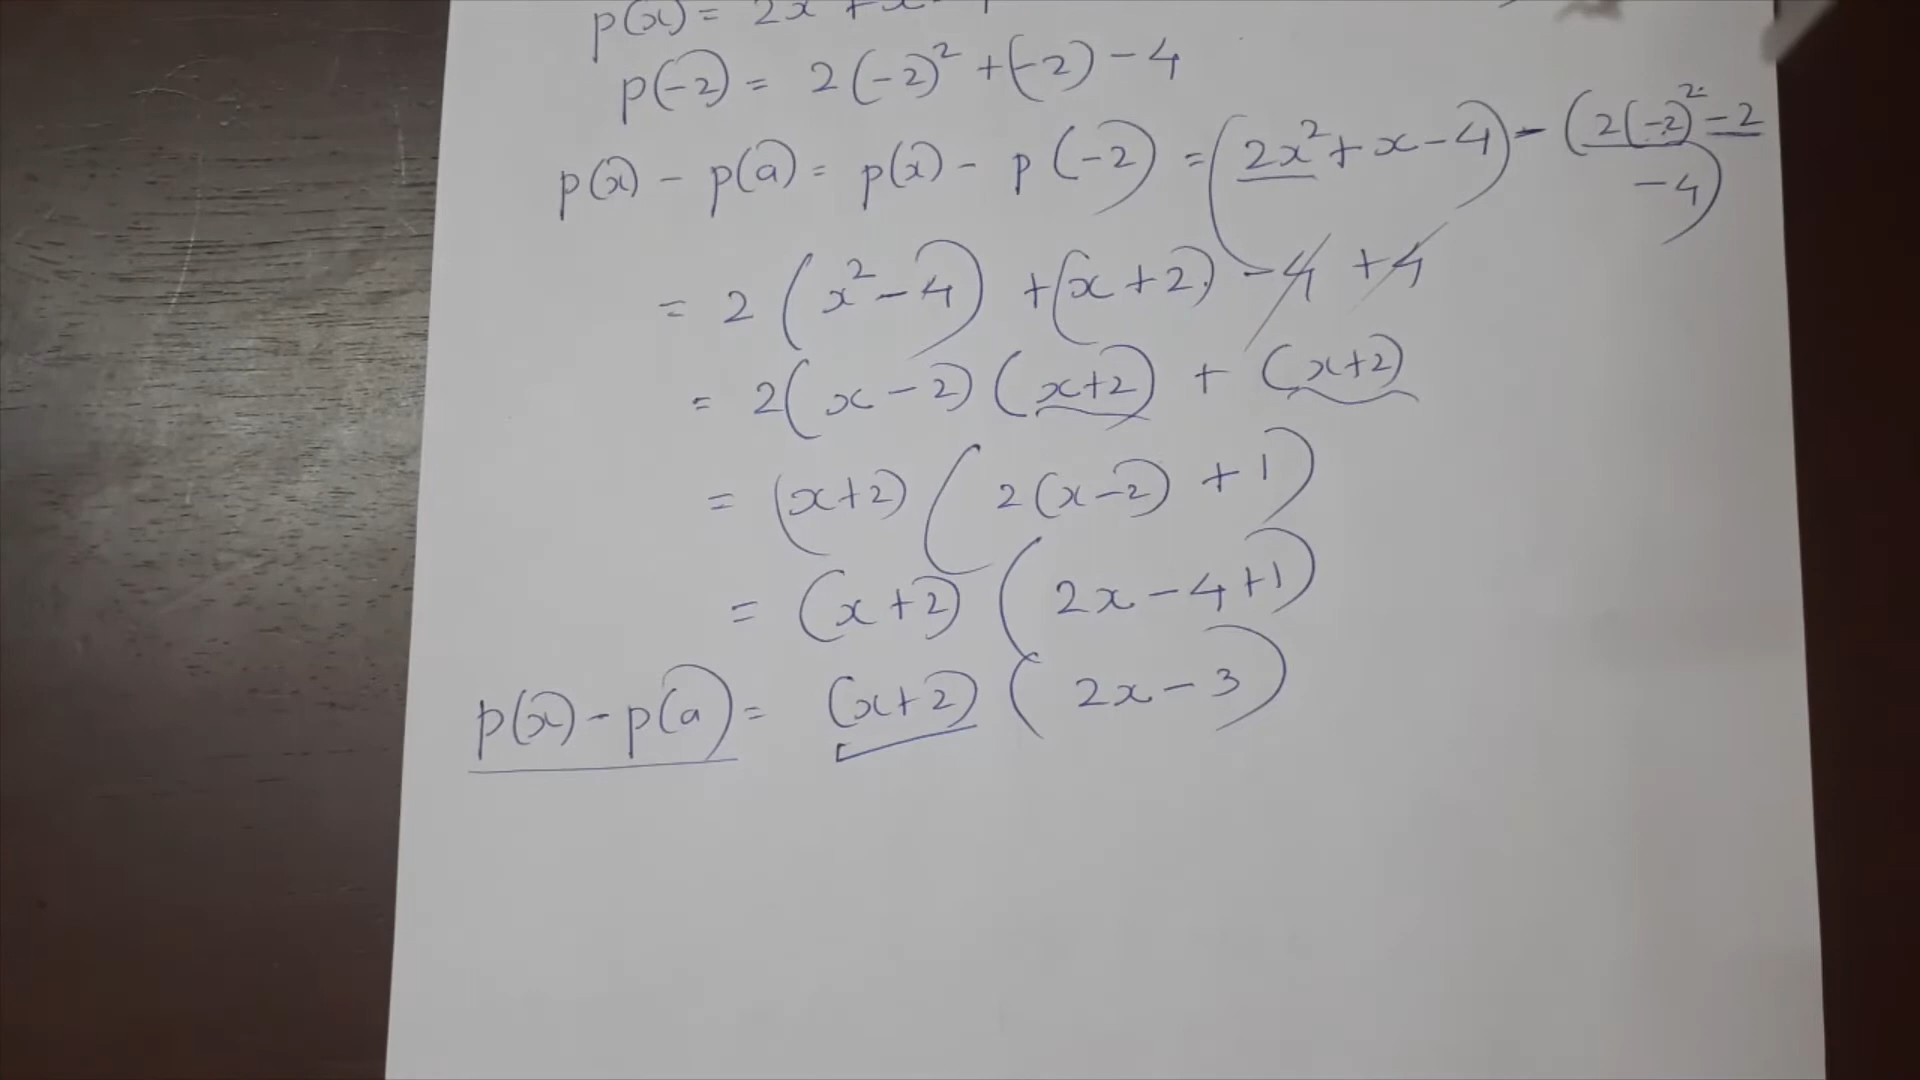 p(x) = 2x + x -
p(-2) = 2(-2)² + (-2) - 4
p(x) - p(a) = p(x) - p(-2) = (2x² + x - 4) - (2(-2)² - 2
- 4)
= 2(x² - 4) + (x + 2) - 4 + 4
= 2(x - 2)(x+2) + (x+2)
= (x+2)(2(x-2) + 1)
= (x+2)(2x - 4 + 1)
p(x) - p(a) = (x+2)(2x - 3)